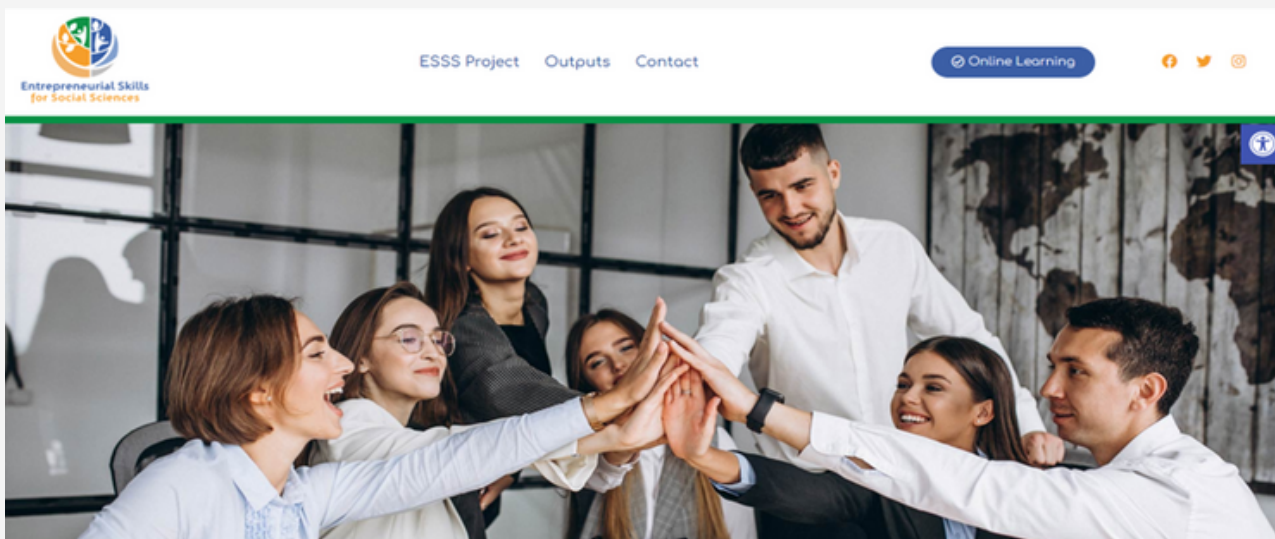 Entrepreneurial Skills
for Social Sciences
ESSS Project
Outputs
Contact
Online Learning